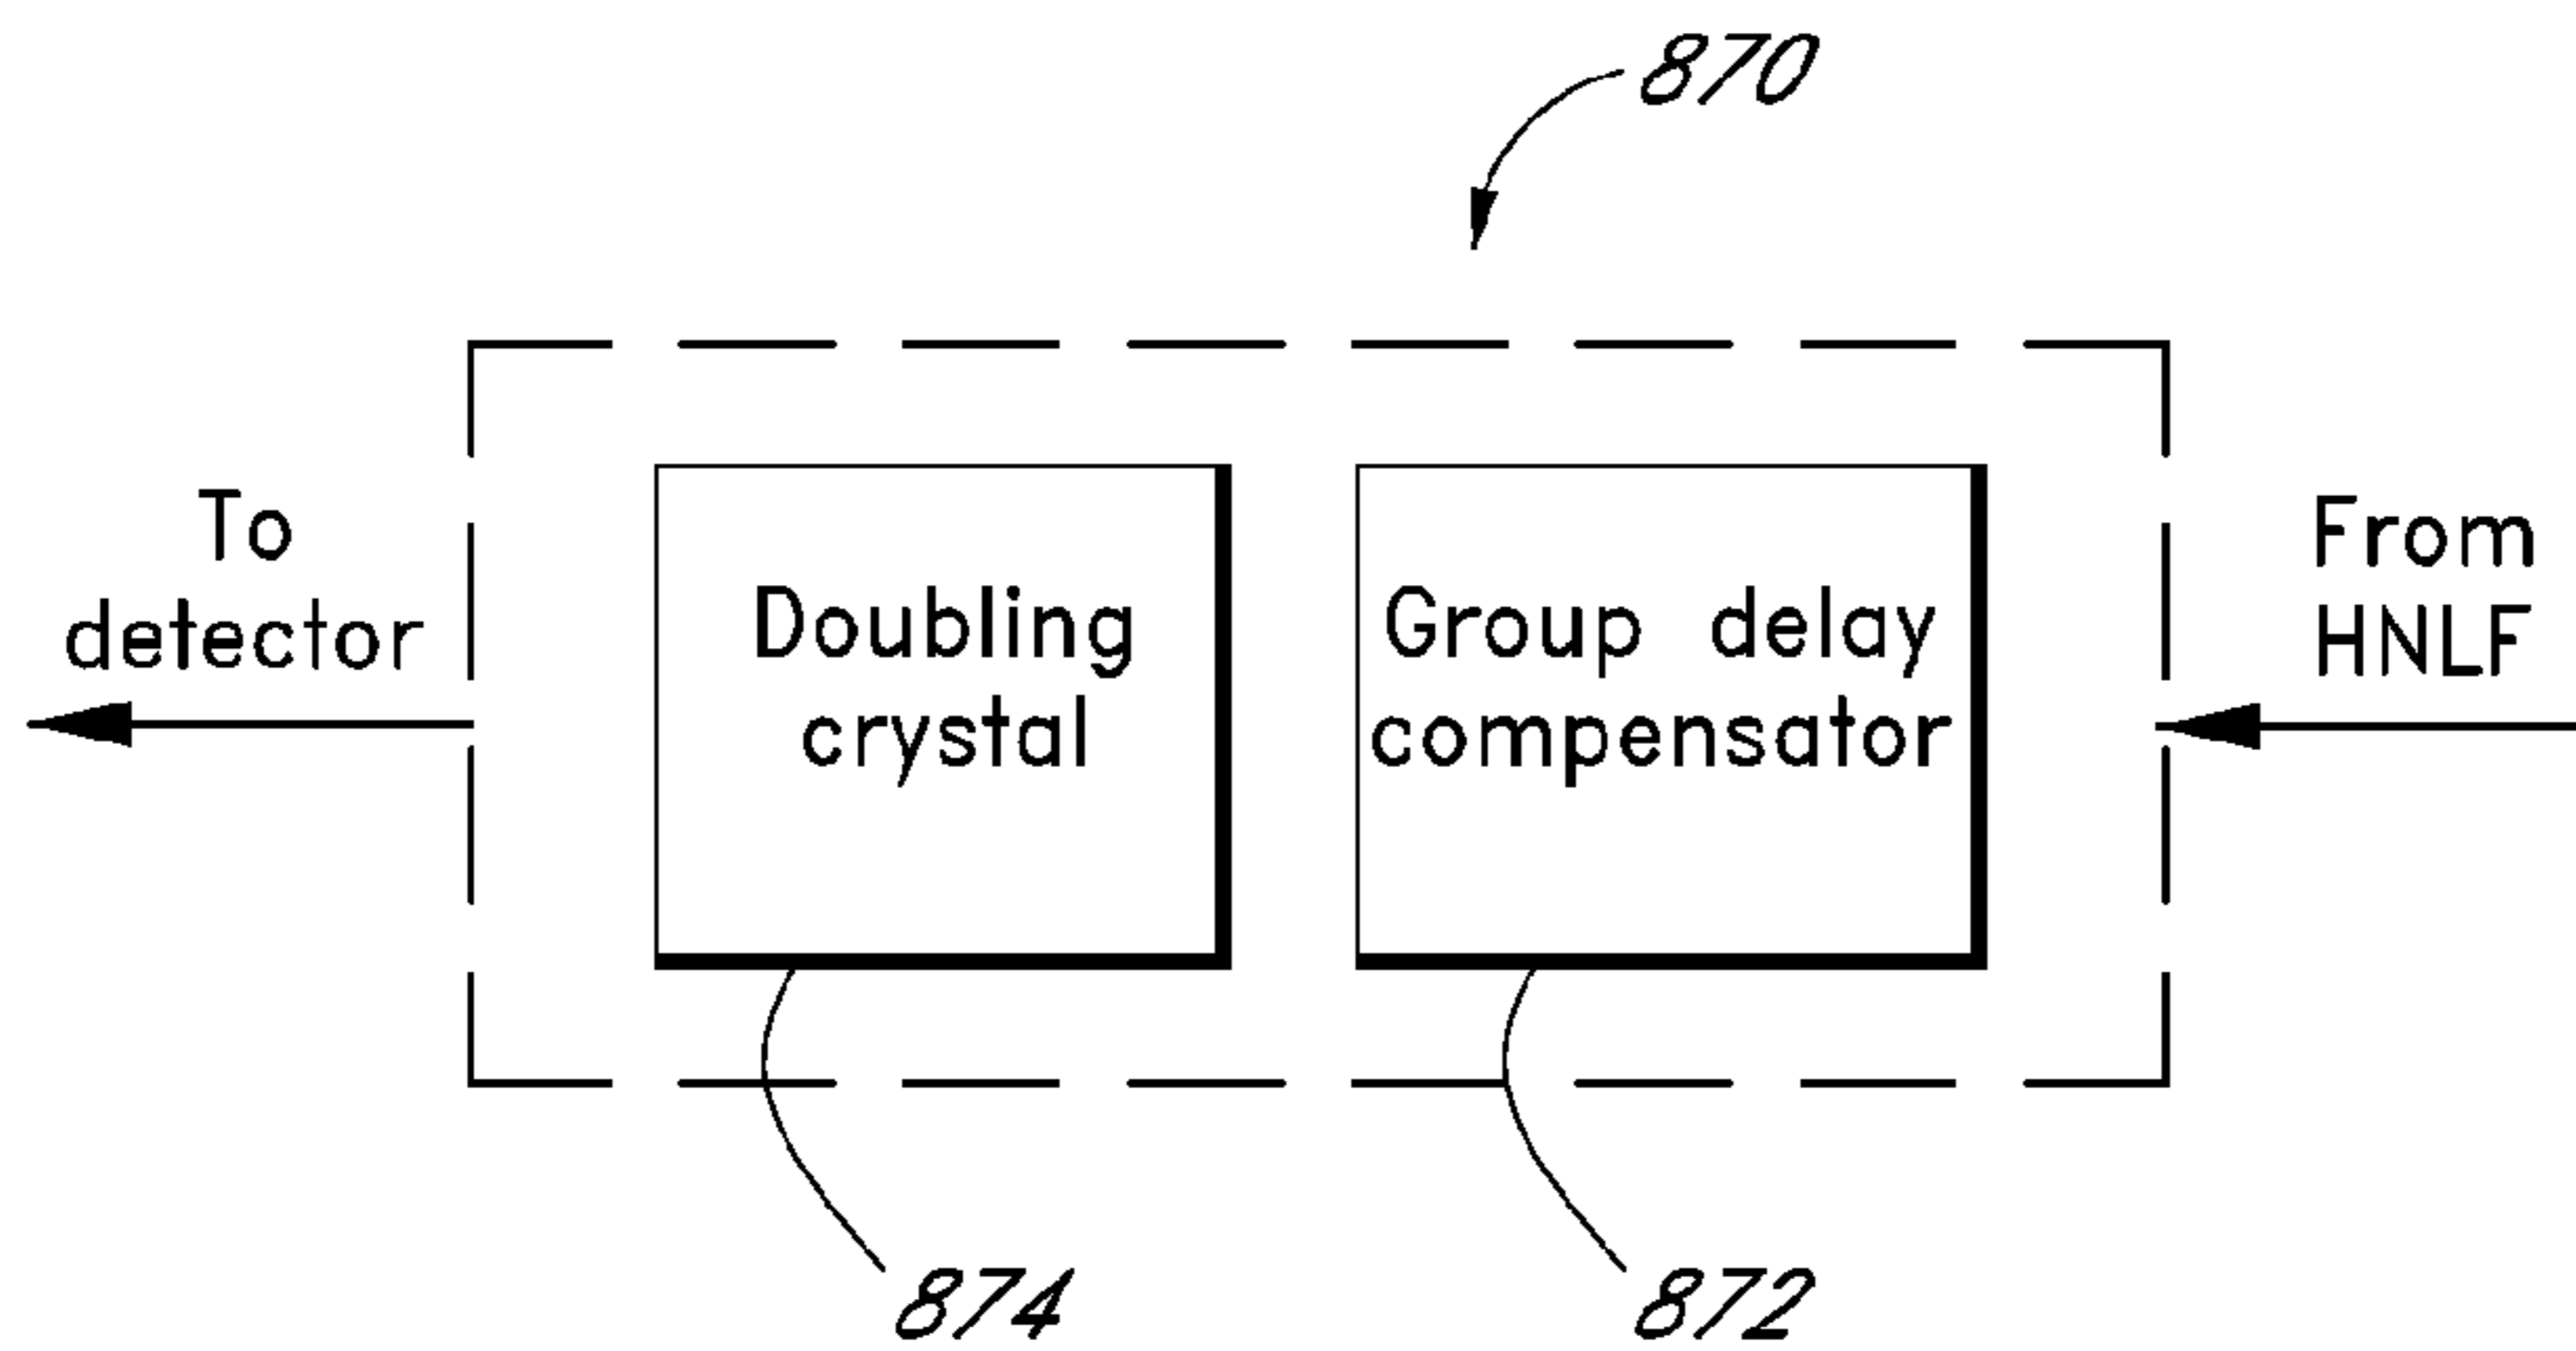 870
To
detector
Doubling
crystal
Group delay
compensator
From
HNLF
874
872